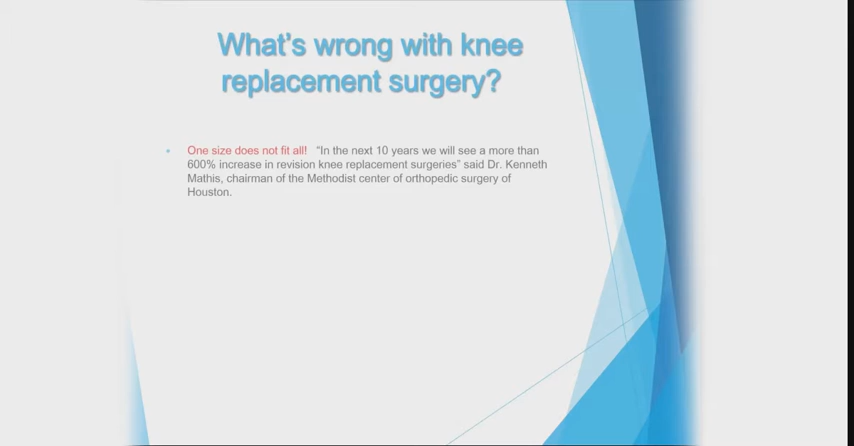 What's wrong with knee
replacement surgery?
One size does not fit all! "In the next 10 years we will see a more than
600% increase in revision knee replacement surgeries" said Dr. Kenneth
Mathis, chairman of the Methodist center of orthopedic surgery of
Houston.